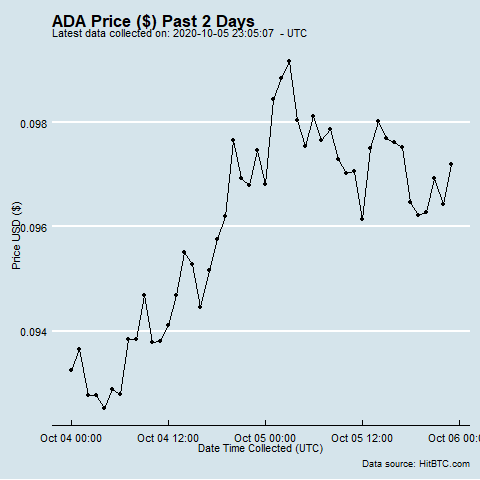 ADA Price ($) Past 2 Days
Latest data collected on: 2020-10-05 23:05:07 - UTC
0.098
0.096
0.094
Price USD ($)
Oct 04 00:00 Oct 04 12:00 Oct 05 00:00 Oct 05 12:00 Oct 06 00:
Date Time Collected (UTC)
Data source: HitBTC.com